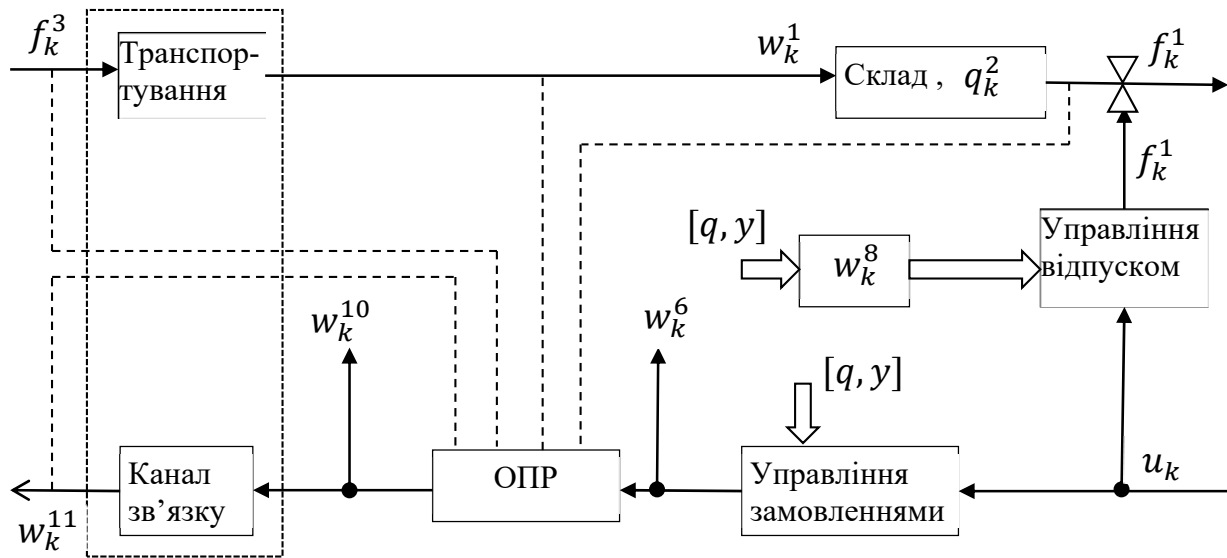 f_k^3
Транспор-
тування
w_k^1
Склад , q_k^2
f_k^1
f_k^1
[q, y]
w_k^8
Управління
відпуском
w_k^10
w_k^6
[q, y]
Канал
зв’язку
ОПР
Управління
замовленнями
u_k
w_k^11